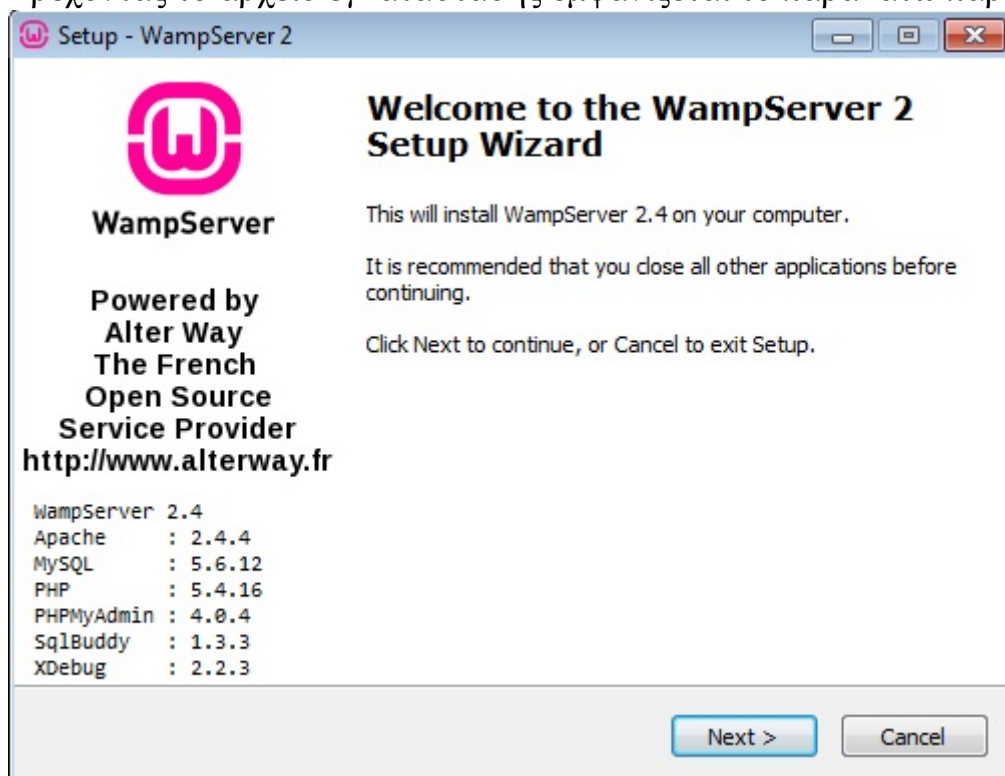 Setup - WampServer 2
WampServer
Powered by
Alter Way
The French
Open Source
Service Provider
http://www.alterway.fr
WampServer 2.4
Apache : 2.4.4
MySQL : 5.6.12
PHP : 5.4.16
PHPMyAdmin : 4.0.4
SqlBuddy : 1.3.3
XDebug : 2.2.3
Welcome to the WampServer 2
Setup Wizard
This will install WampServer 2.4 on your computer.
It is recommended that you close all other applications before
continuing.
Click Next to continue, or Cancel to exit Setup.
Next >
Cancel